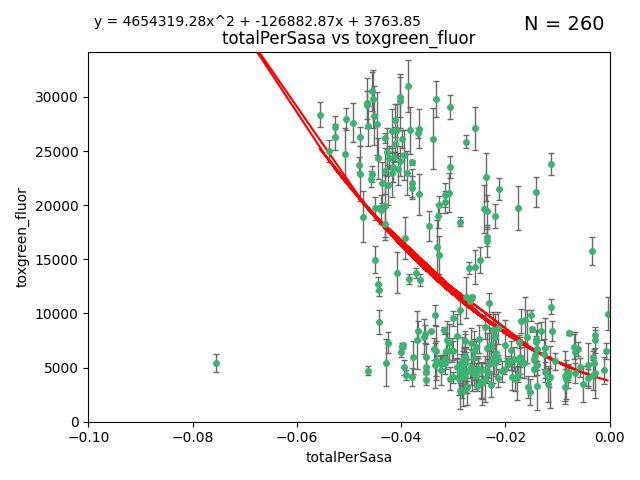 y = 4654319.28x^2 + -126882.87x + 3763.85
N = 260
totalPerSasa vs toxgreen_fluor
toxgreen_fluor
30000
25000
20000
15000
10000
5000
0
−0.10
−0.08
−0.06
−0.04
−0.02
0.00
totalPerSasa